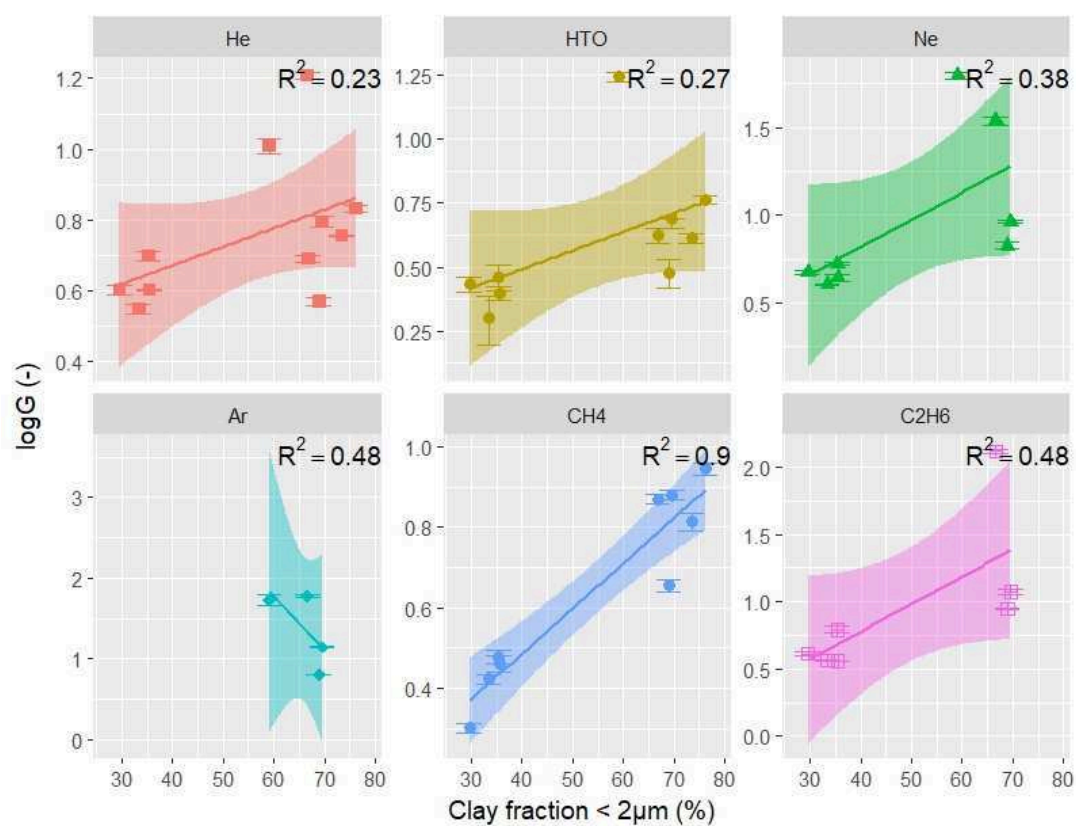 He
HTO
Ne
R² = 0.23
R² = 0.27
R² = 0.38
1.2
1.0
0.8
0.6
0.4
1.25
1.00
0.75
0.50
0.25
1.5
1.0
0.5
logG (-)
Ar
CH4
C2H6
R² = 0.48
R² = 0.9
R² = 0.48
3
2
1
0
1.0
0.8
0.6
0.4
2.0
1.5
1.0
0.5
0.0
30 40 50 60 70 80
30 40 50 60 70 80
30 40 50 60 70 80
Clay fraction < 2µm (%)